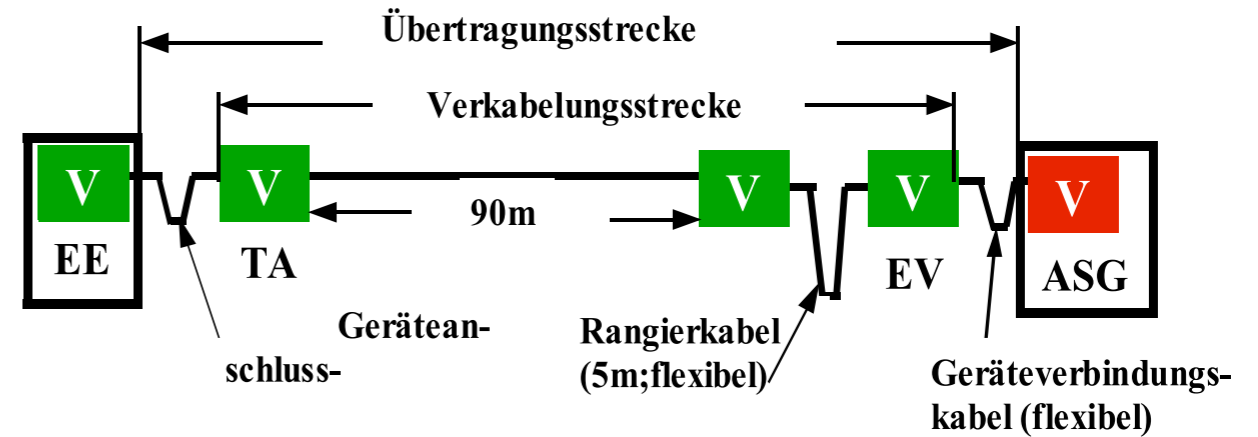 Übertragungsstrecke
Verkabelungsstrecke
V V V V V
90m
EE TA EV ASG
Gerätean-
schluss-
Rangierkabel
(5m;flexibel)
Geräteverbindungs-
kabel (flexibel)